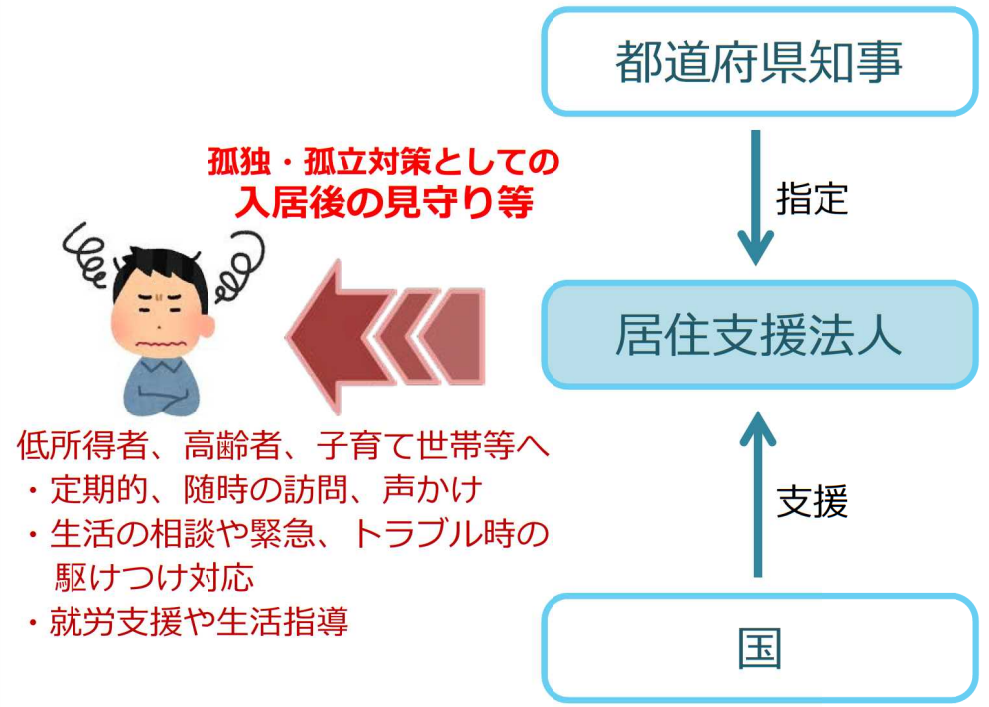 都道府県知事
指定
孤独・孤立対策としての
入居後の見守り等
居住支援法人
低所得者、高齢者、子育て世帯等へ
・定期的、随時の訪問、声かけ
・生活の相談や緊急、トラブル時の
駆けつけ対応
・就労支援や生活指導
支援
国